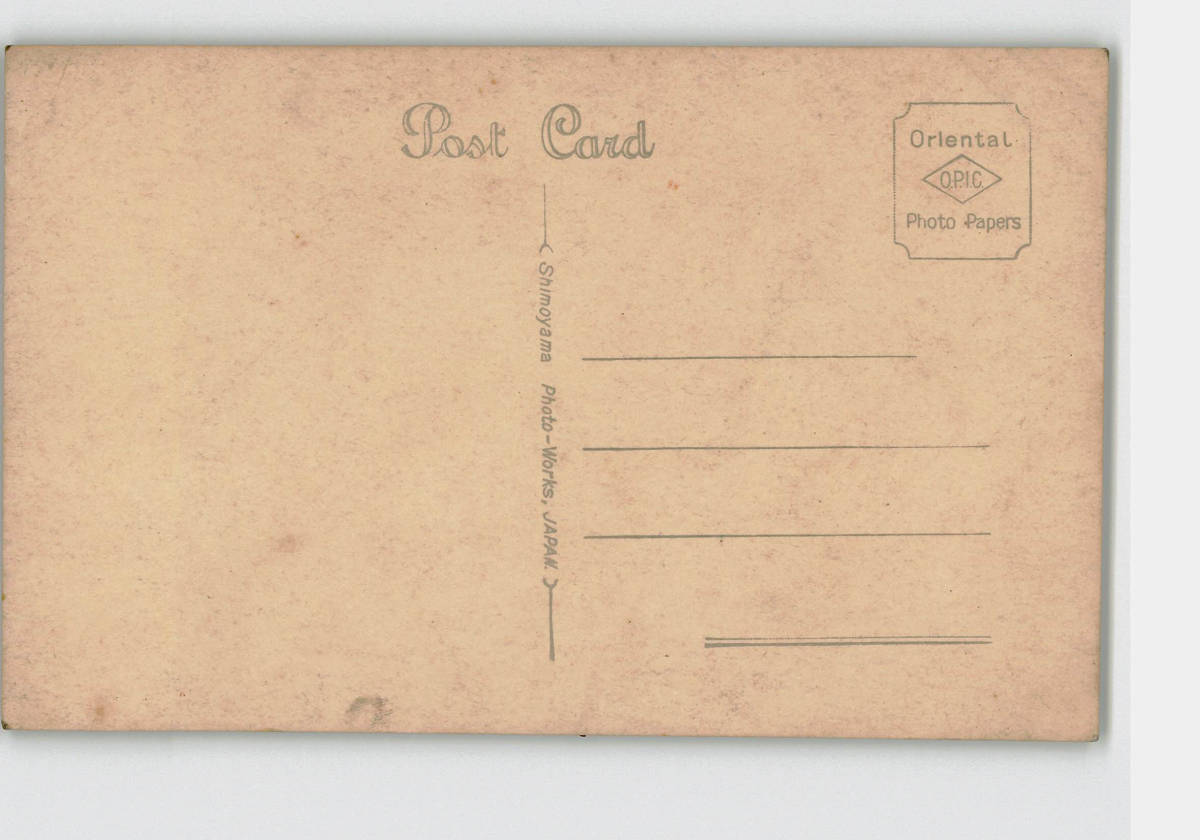 Post Card
Oriental
O.P.I.C.
Photo Papers
Shimoyama Photo-Works, JAPAN.